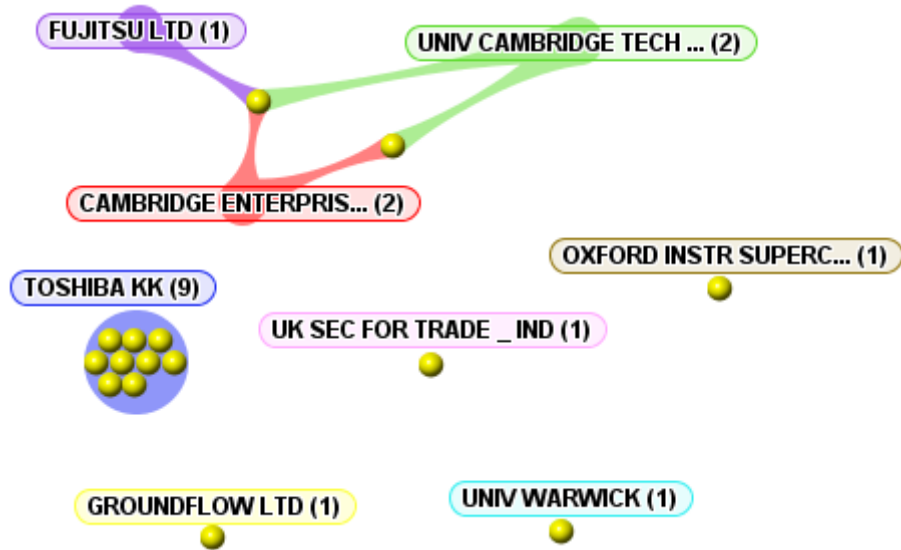 FUJITSU LTD (1)
UNIV CAMBRIDGE TECH ... (2)
CAMBRIDGE ENTERPRIS... (2)
OXFORD INSTR SUPERC... (1)
TOSHIBA KK (9)
UK SEC FOR TRADE _ IND (1)
GROUNDFLOW LTD (1)
UNIV WARWICK (1)